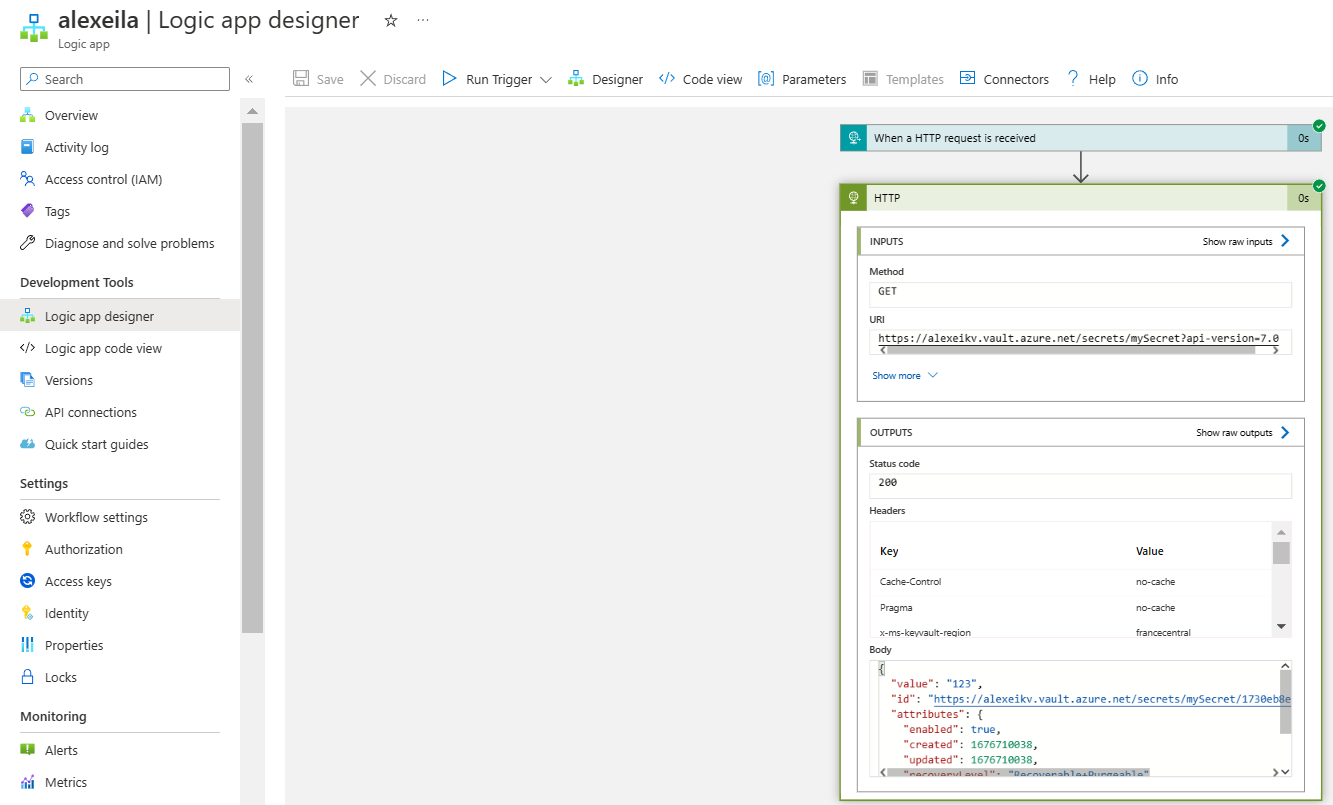 alexeila | Logic app designer ☆ ···
Logic app
Search «
Save Discard Run Trigger Designer Code view Parameters Templates Connectors Help Info
Overview
Activity log
Access control (IAM)
Tags
Diagnose and solve problems
Development Tools
Logic app designer
Logic app code view
Versions
API connections
Quick start guides
Settings
Workflow settings
Authorization
Access keys
Identity
Properties
Locks
Monitoring
Alerts
Metrics
When a HTTP request is received 0s
HTTP 0s
INPUTS Show raw inputs
Method
GET
URI
https://alexeikv.vault.azure.net/secrets/mySecret?api-version=7.0
Show more
OUTPUTS Show raw outputs
Status code
200
Headers
Key Value
Cache-Control no-cache
Pragma no-cache
x-ms-keyvault-region francecentral
Body
{
"value": "123",
"id": "https://alexeikv.vault.azure.net/secrets/mySecret/1730eb8e
"attributes": {
"enabled": true,
"created": 1676710038,
"updated": 1676710038,
"recoveryLevel": "Recoverable+Purgeable"